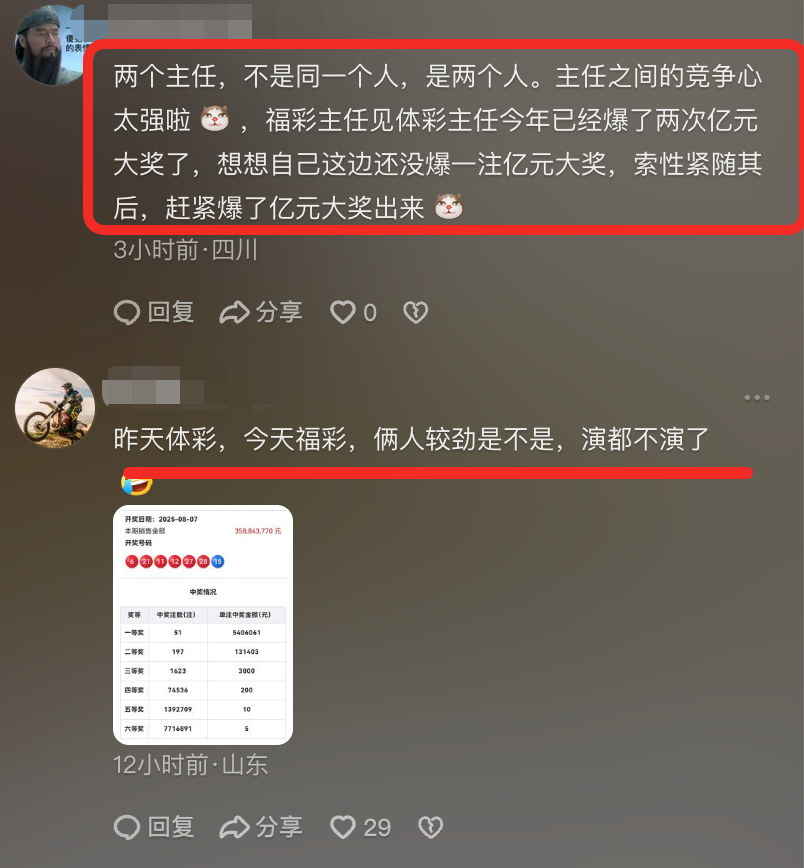 的表情
两个主任，不是同一个人，是两个人。主任之间的竞争心
太强啦 ，福彩主任见体彩主任今年已经爆了两次亿元
大奖了，想想自己这边还没爆一注亿元大奖，索性紧随其
后，赶紧爆了亿元大奖出来
3小时前·四川
回复 分享 0
昨天体彩，今天福彩，俩人较劲是不是，演都不演了
开奖日期：2025-08-07
本期销售金额 358,843,770 元
开奖号码
6 21 11 12 27 28 15
中奖情况
奖等 中奖注数(注) 单注中奖金额(元)
一等奖 51 5406061
二等奖 197 131403
三等奖 1623 3000
四等奖 74536 200
五等奖 1392709 10
六等奖 7716891 5
12小时前·山东
回复 分享 29